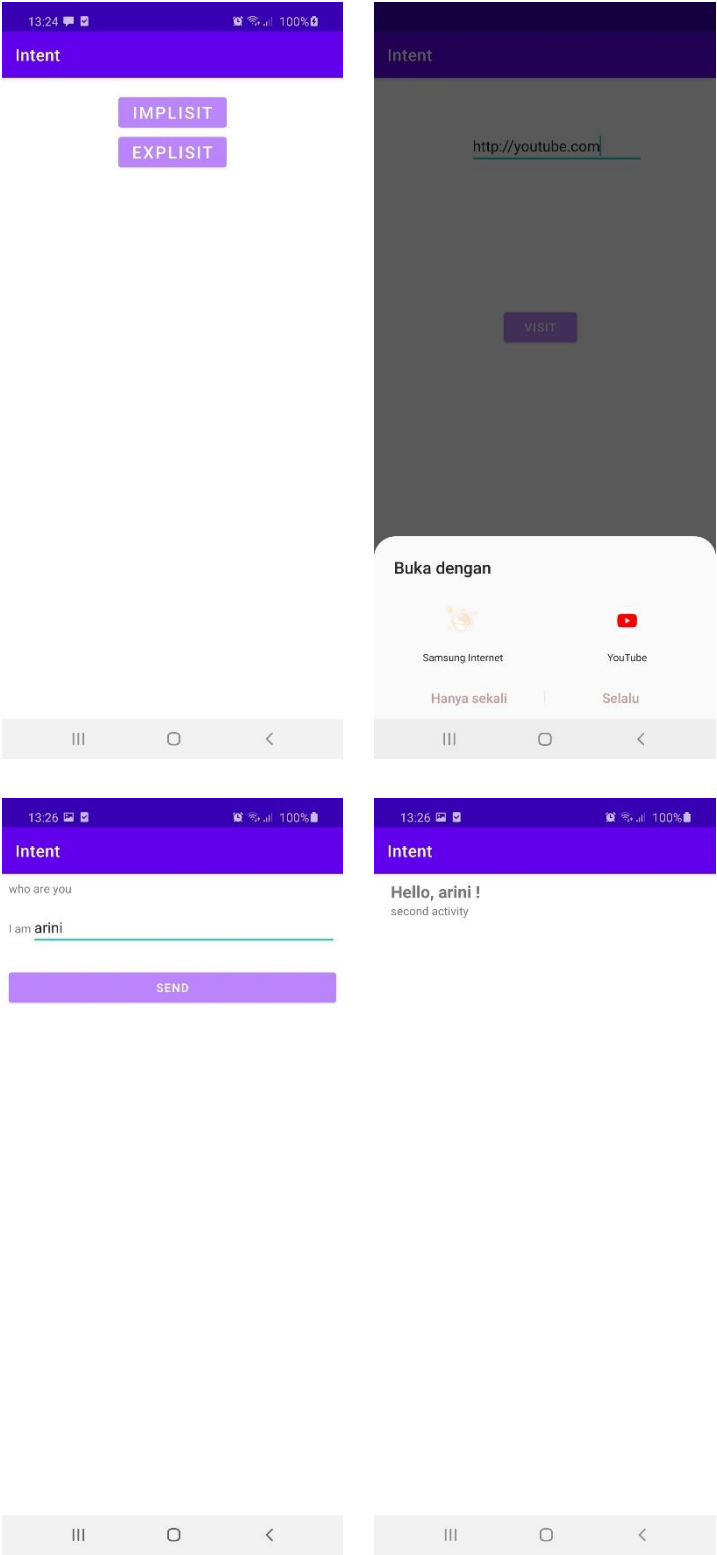 13:24 100%
Intent
IMPLISIT
EXPLISIT
Intent
http://youtube.com
VISIT
Buka dengan
Samsung Internet
YouTube
Hanya sekali
Selalu
13:26 100%
Intent
who are you
I am arini
SEND
13:26 100%
Intent
Hello, arini !
second activity